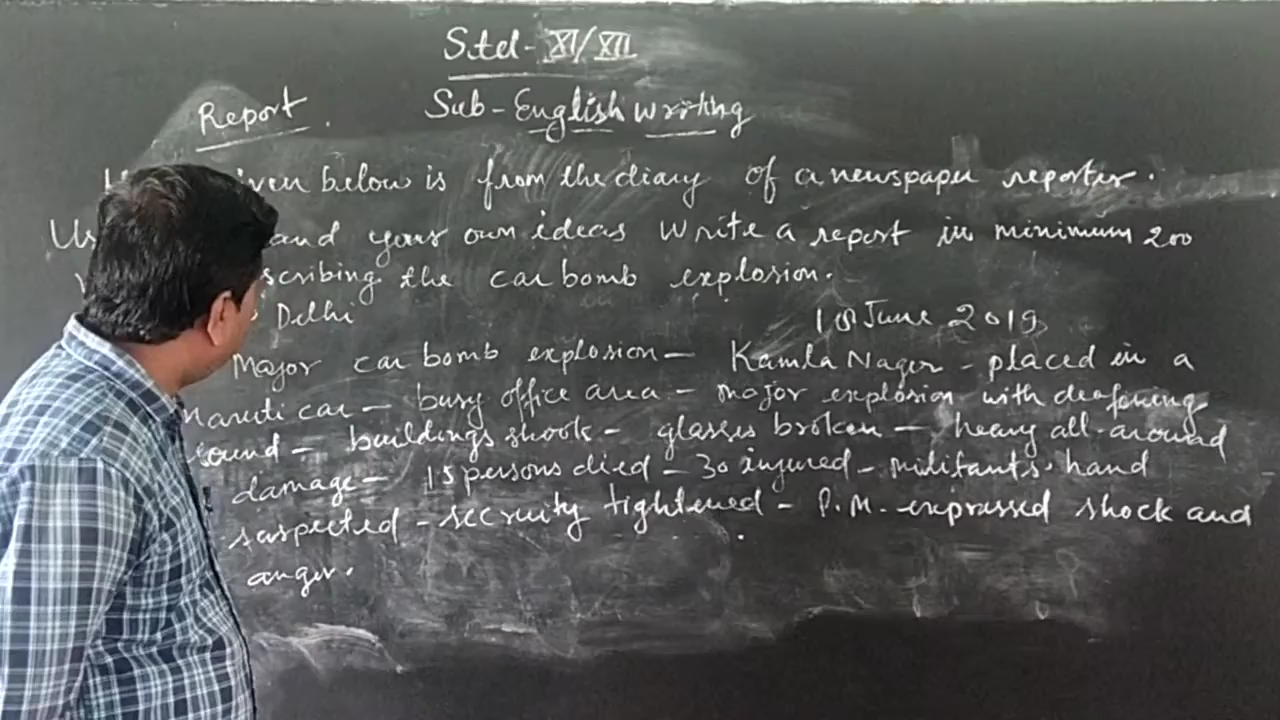 Std- XI/XII
Sub- English writing
Report.
given below is from the diary of a newspaper reporter.
and your own ideas write a report in minimum 200
the car bomb explosion.
Delhi
18 June 2019
Major car bomb explosion - Kamla Nager - placed in a
maruti car - busy office area - major explosion with deafening
sound - buildings shook - glasses broken - heavy all-around
damage - 15 persons died - 30 injured - militants. hand
suspected - security tightened - P.M. expressed shock and
anger.